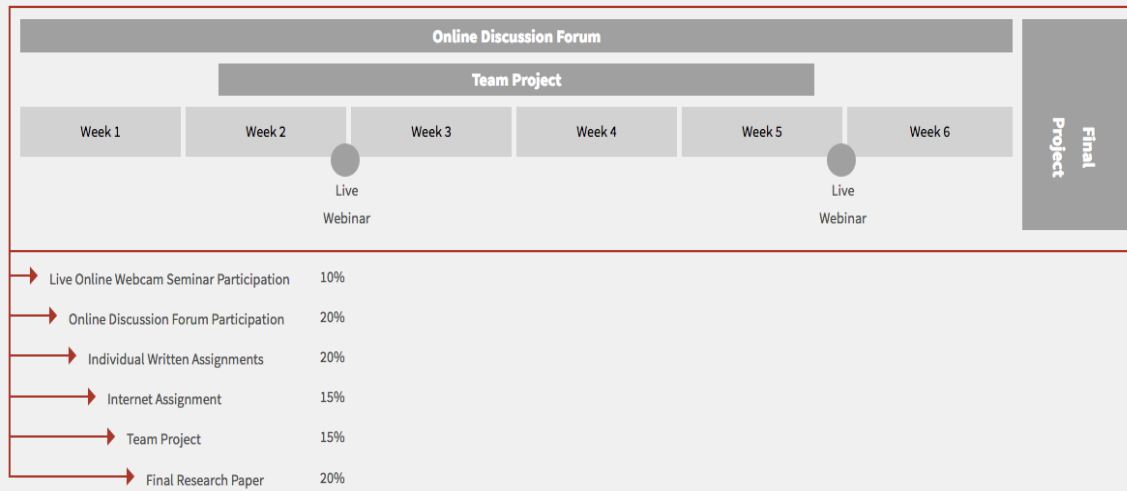 Online Discussion Forum
Team Project
Week 1
Week 2
Week 3
Week 4
Week 5
Week 6
Final
Project
Live
Webinar
Live
Webinar
Live Online Webcam Seminar Participation 10%
Online Discussion Forum Participation 20%
Individual Written Assignments 20%
Internet Assignment 15%
Team Project 15%
Final Research Paper 20%